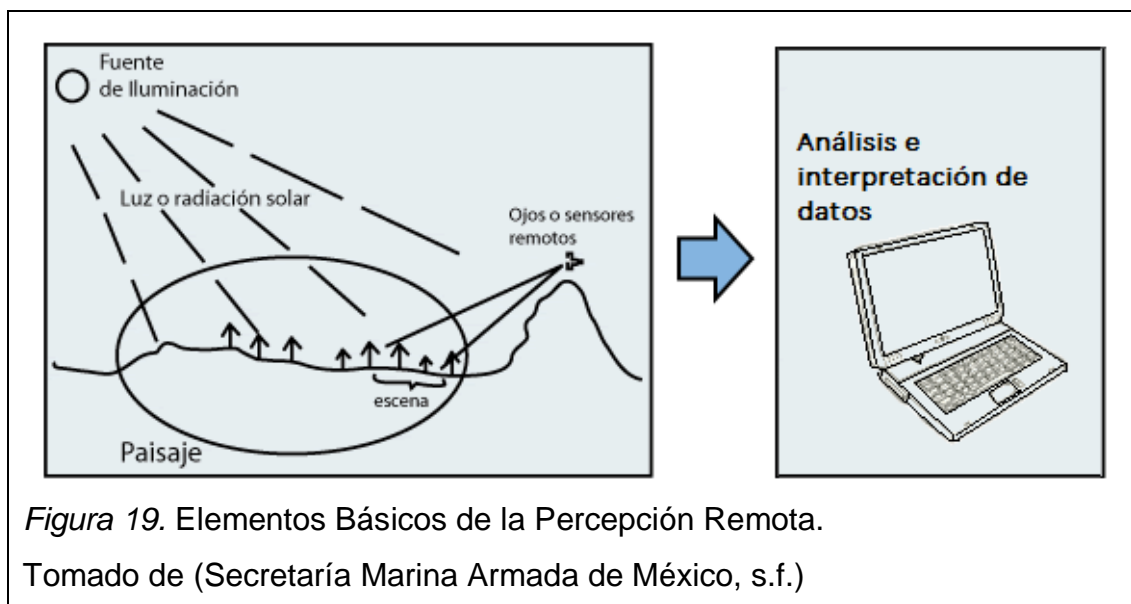 Fuente
de Iluminación
Luz o radiación solar
Ojos o sensores
remotos
escena
Paisaje
Análisis e
interpretación de
datos
Figura 19. Elementos Básicos de la Percepción Remota.
Tomado de (Secretaría Marina Armada de México, s.f.)